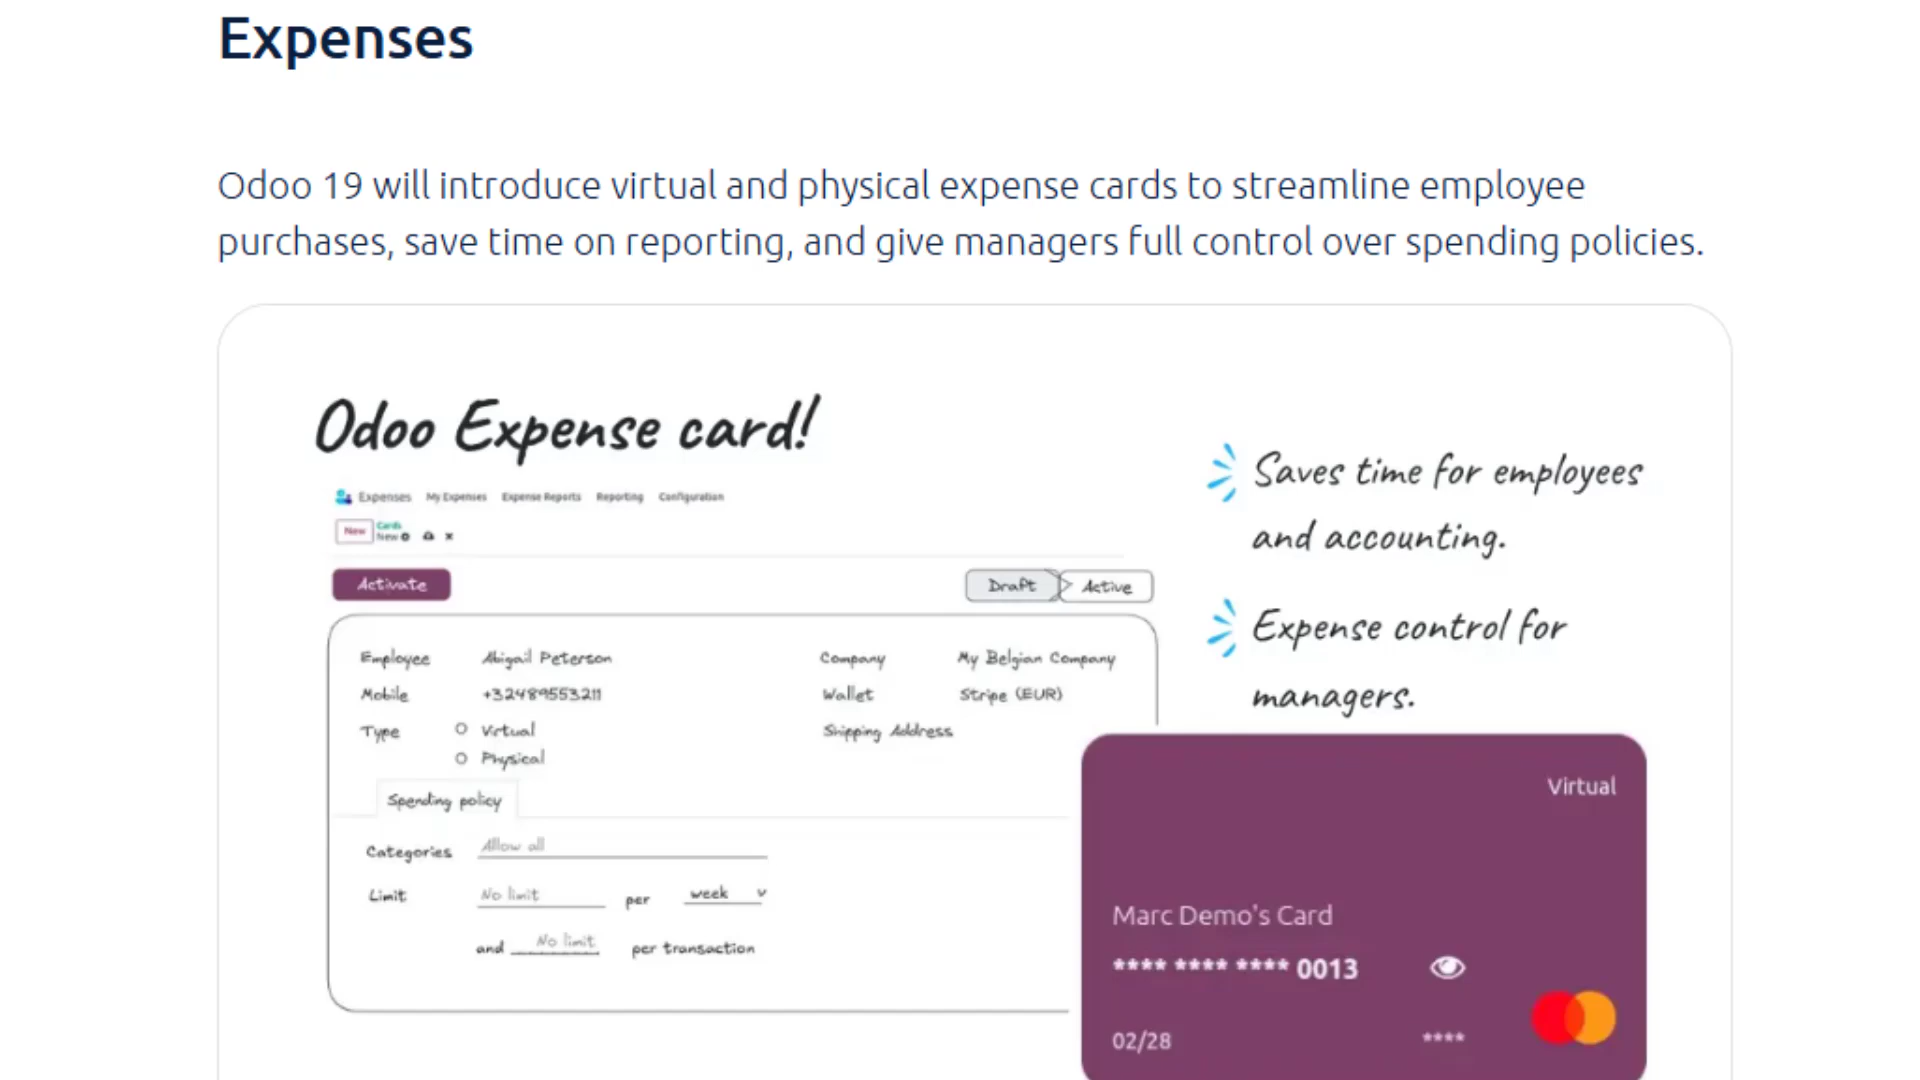 Expenses
Odoo 19 will introduce virtual and physical expense cards to streamline employee
purchases, save time on reporting, and give managers full control over spending policies.
Odoo Expense card!
Expenses My Expenses Expense Reports Reporting Configuration
New Cards
New
Activate
Draft Active
Employee Abigail Peterson Company My Belgian Company
Mobile +32489553211 Wallet Stripe (EUR)
Type Virtual Shipping Address
Physical
Spending policy
Categories Allow all
Limit No limit per week
and No limit per transaction
Saves time for employees
and accounting.
Expense control for
managers.
Virtual
Marc Demo's Card
**** **** **** 0013
02/28 ****